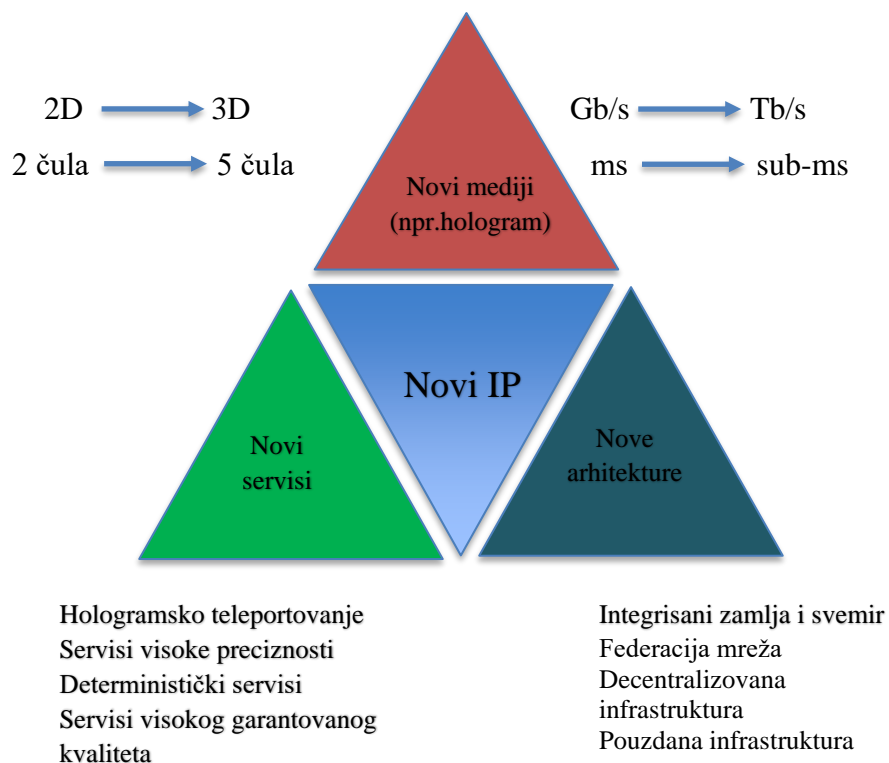 2D 3D
2 čula 5 čula
Gb/s Tb/s
ms sub-ms
Novi mediji
(npr.hologram)
Novi IP
Novi
servisi
Nove
arhitekture
Hologramsko teleportovanje
Servisi visoke preciznosti
Deterministički servisi
Servisi visokog garantovanog
kvaliteta
Integrisani zamlja i svemir
Federacija mreža
Decentralizovana
infrastruktura
Pouzdana infrastruktura